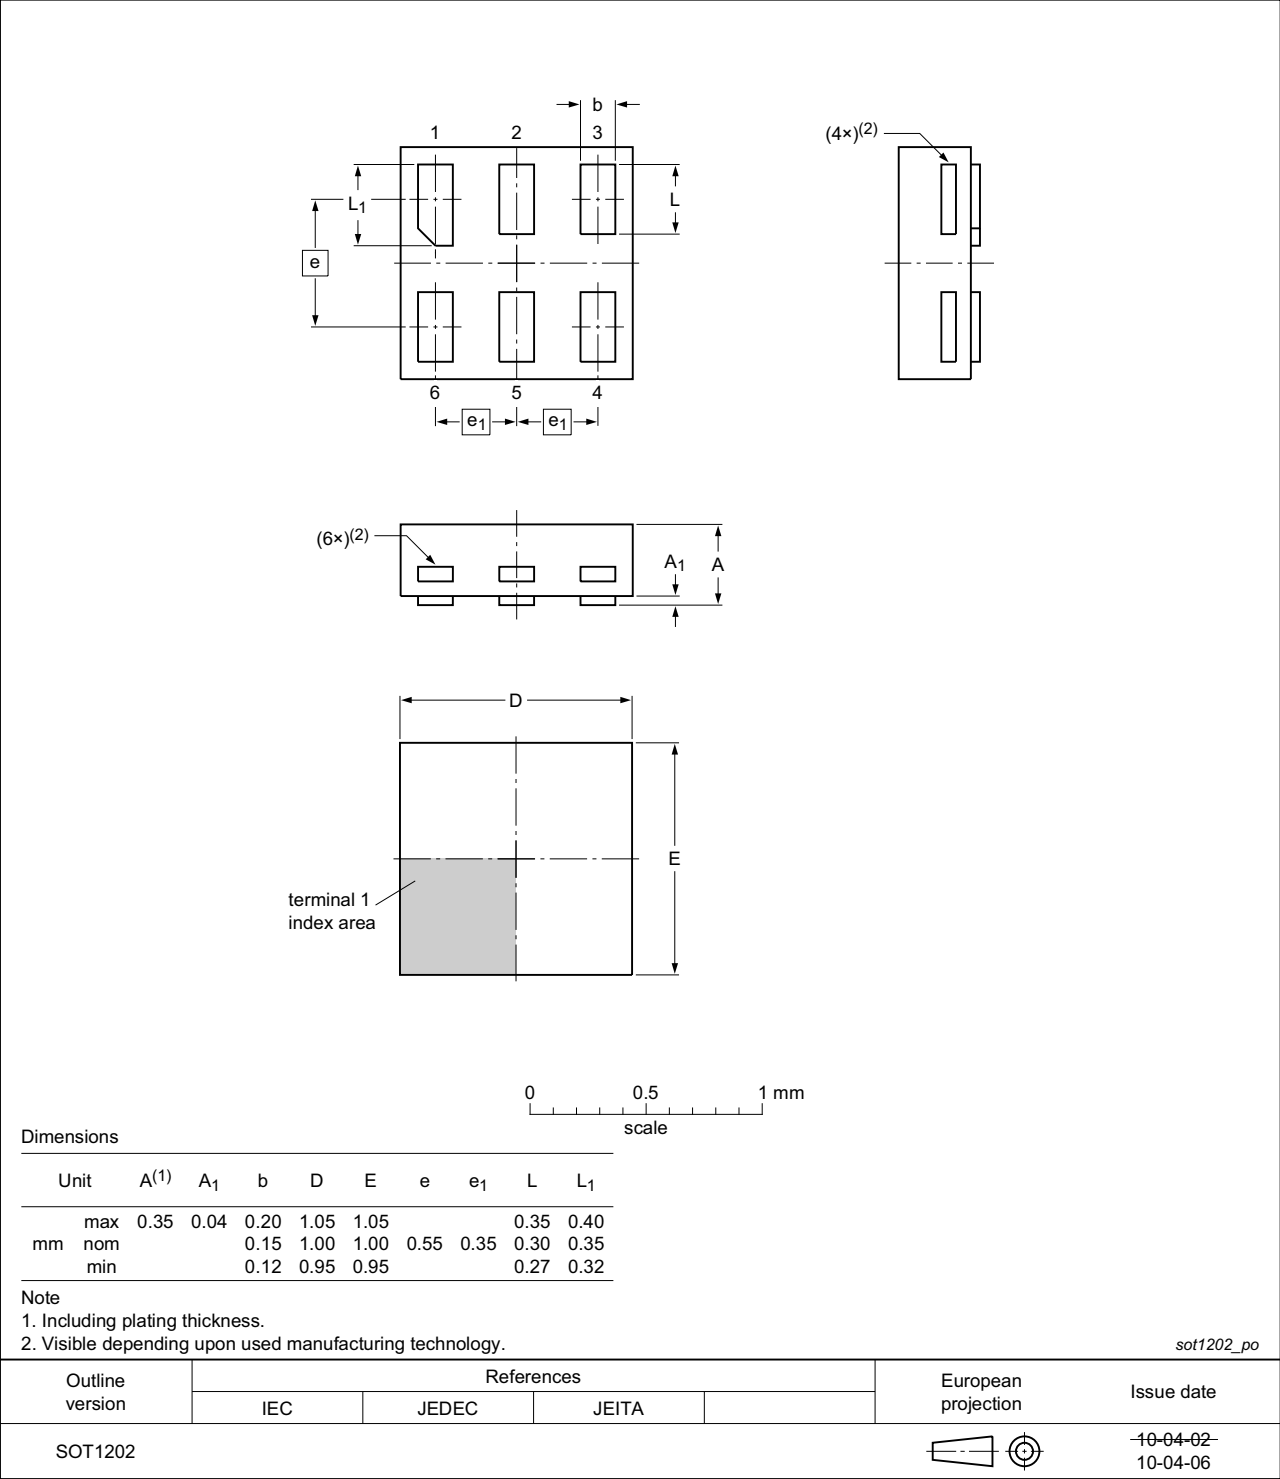 b
1 2 3
(4×)(2)
L1
L
e
6 5 4
e1 e1
(6×)(2)
A1 A
D
E
terminal 1
index area
0 0.5 1 mm
scale
Dimensions
Unit A(1) A1 b D E e e1 L L1
max 0.35 0.04 0.20 1.05 1.05 0.35 0.40
mm nom 0.15 1.00 1.00 0.55 0.35 0.30 0.35
min 0.12 0.95 0.95 0.27 0.32
Note
1. Including plating thickness.
2. Visible depending upon used manufacturing technology.
sot1202_po
Outline
version
References
IEC JEDEC JEITA
European
projection
Issue date
SOT1202
10-04-02
10-04-06